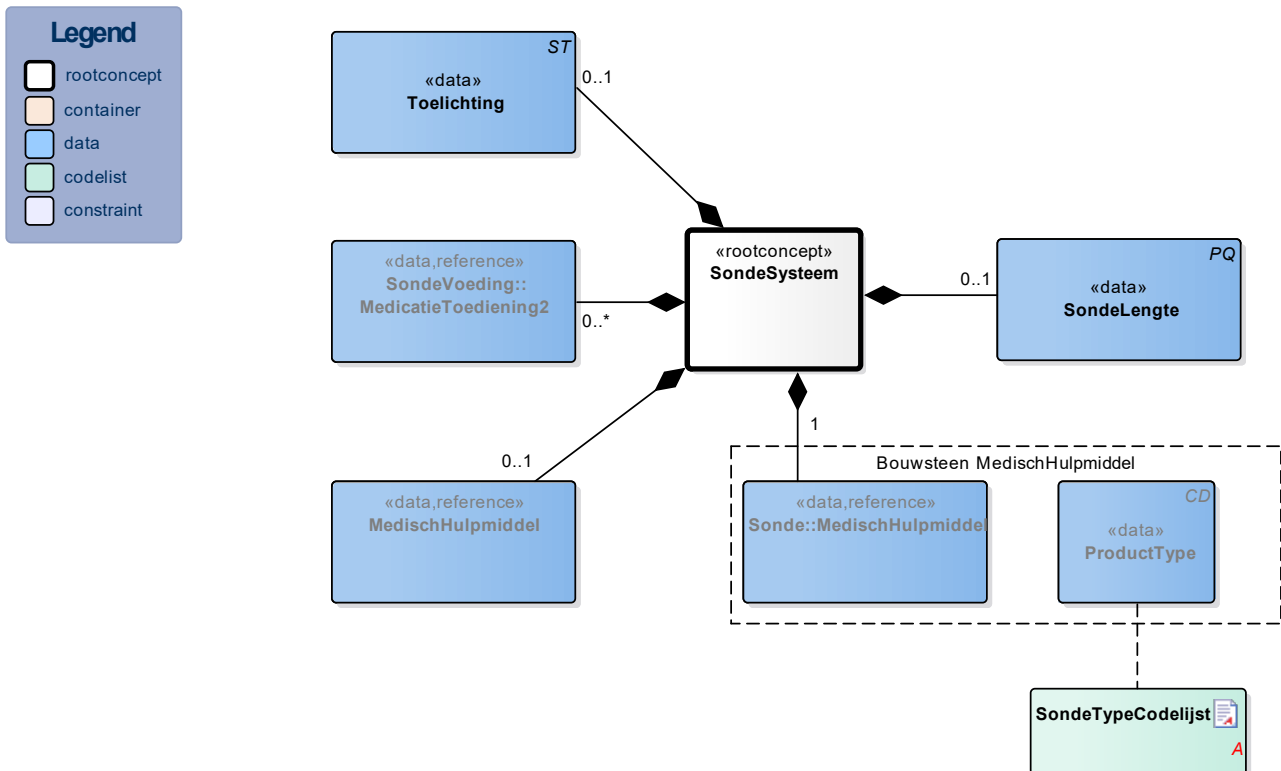 Legend
rootconcept
container
data
codelist
constraint
ST
«data»
Toelichting
0..1
«data,reference»
SondeVoeding::
MedicatieToediening2
0..*
«rootconcept»
SondeSysteem
PQ
«data»
SondeLengte
0..1
0..1
«data,reference»
MedischHulpmiddel
1
Bouwsteen MedischHulpmiddel
«data,reference»
Sonde::MedischHulpmiddel
CD
«data»
ProductType
SondeTypeCodelijst
A